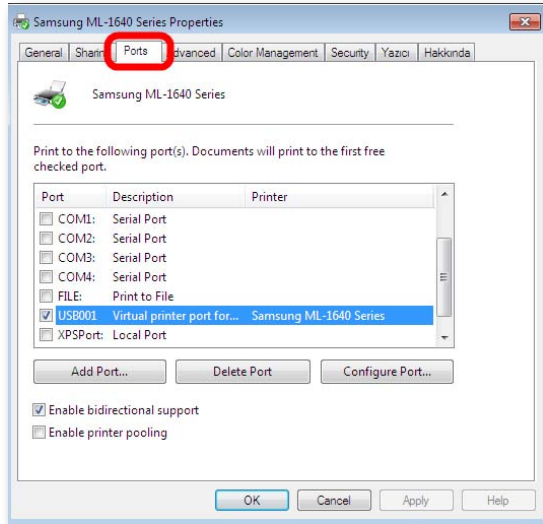 Samsung ML-1640 Series Properties
General Sharin Ports dvanced Color Management Security Yazıcı Hakkında
Samsung ML-1640 Series
Print to the following port(s). Documents will print to the first free
checked port.
Port Description Printer
COM1: Serial Port
COM2: Serial Port
COM3: Serial Port
COM4: Serial Port
FILE: Print to File
USB001 Virtual printer port for... Samsung ML-1640 Series
XPSPort: Local Port
Add Port... Delete Port Configure Port...
Enable bidirectional support
Enable printer pooling
OK Cancel Apply Help